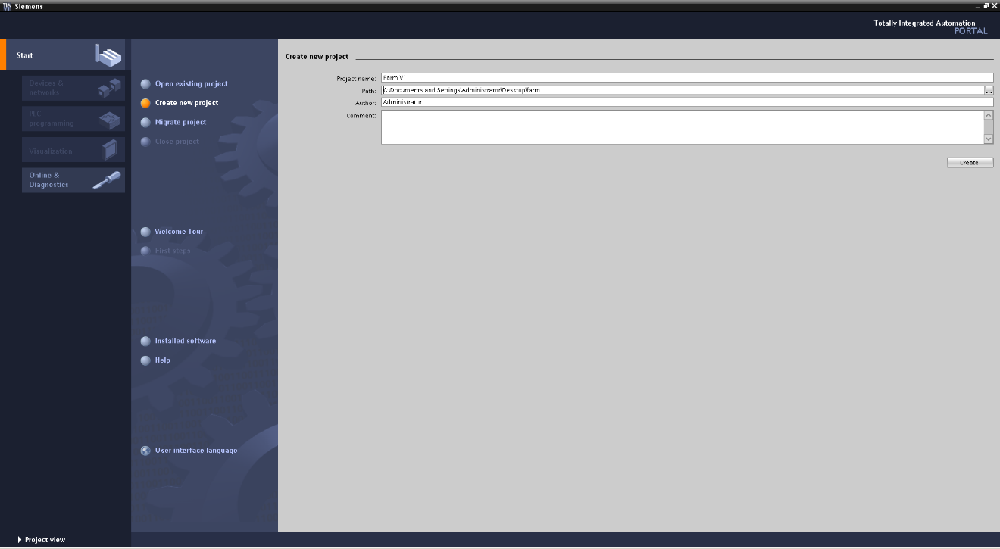 Siemens
Totally Integrated Automation
PORTAL
Start
Devices &
networks
PLC
programming
Visualization
Online &
Diagnostics
Open existing project
Create new project
Migrate project
Close project
Welcome Tour
First steps
Installed software
Help
User interface language
Create new project
Project name: Farm V1
Path: C:\Documents and Settings\Administrator\Desktop\farm
...
Author: Administrator
Comment:
Create
Project view